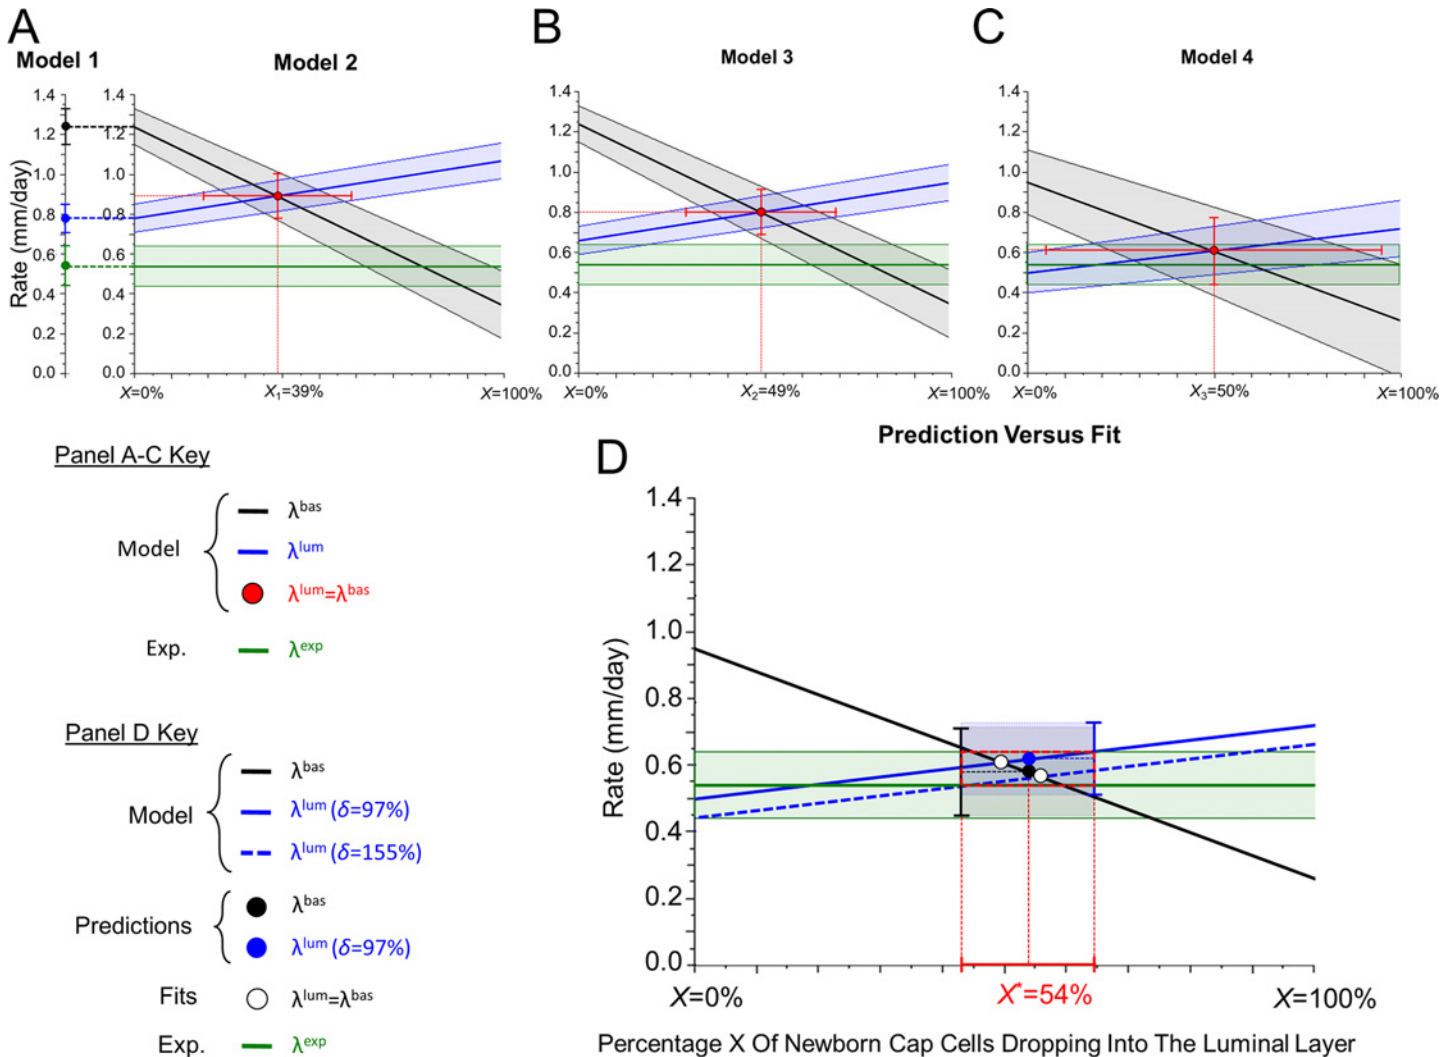 A
B
C
Model 1
Model 2
Model 3
Model 4
Rate (mm/day)
1.4
1.2
1.0
0.8
0.6
0.4
0.2
0.0
1.4
1.2
1.0
0.8
0.6
0.4
0.2
0.0
X=0%
X1=39%
X=100%
1.4
1.2
1.0
0.8
0.6
0.4
0.2
0.0
X=0%
X2=49%
X=100%
1.4
1.2
1.0
0.8
0.6
0.4
0.2
0.0
X=0%
X3=50%
X=100%
Panel A-C Key
Model
λbas
λlum
λlum=λbas
Exp.
λexp
Panel D Key
Model
λbas
λlum (δ=97%)
λlum (δ=155%)
Predictions
λbas
λlum (δ=97%)
Fits
λlum=λbas
Exp.
λexp
D
Prediction Versus Fit
Rate (mm/day)
1.4
1.2
1.0
0.8
0.6
0.4
0.2
0.0
X=0%
X*=54%
X=100%
Percentage X Of Newborn Cap Cells Dropping Into The Luminal Layer